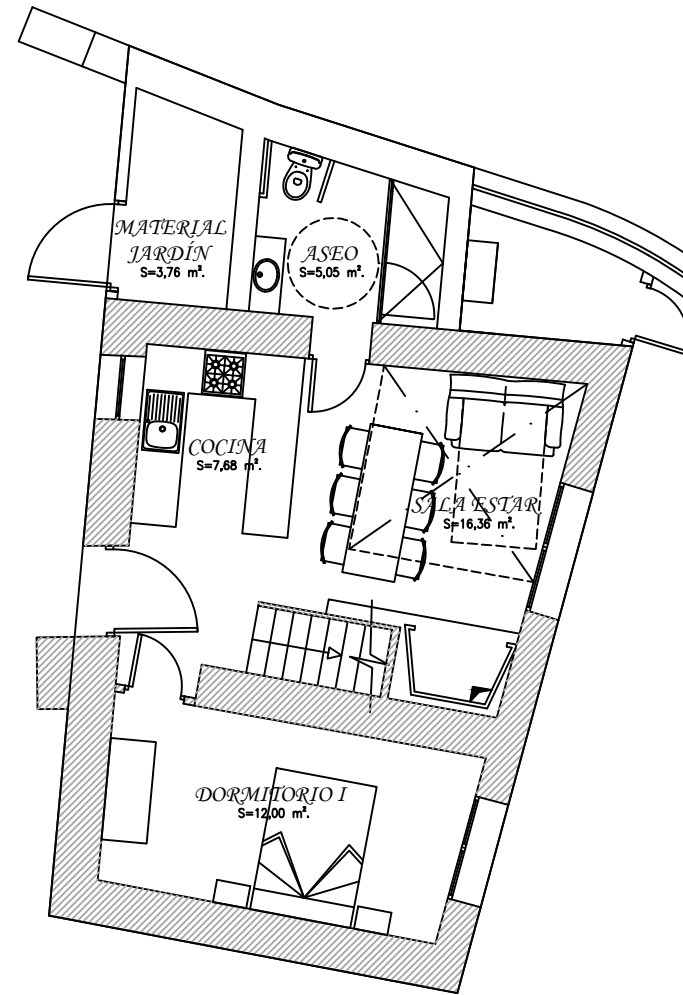 MATERIAL
JARDÍN
S=3,76 m².
ASEO
S=5,05 m².
COCINA
S=7,68 m².
SALA ESTAR
S=16,36 m².
DORMITORIO I
S=12,00 m².